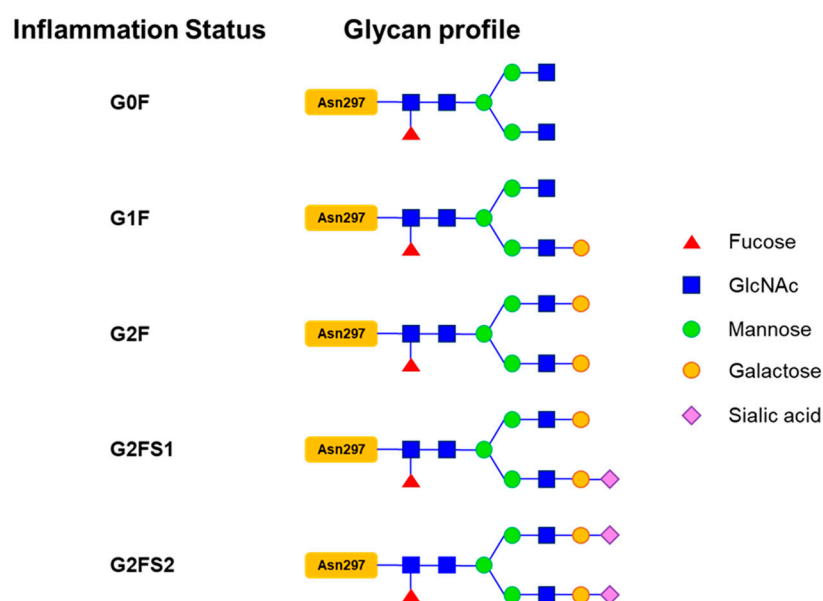 Inflammation Status Glycan profile
G0F Asn297
G1F Asn297
Fucose
GlcNAc
G2F Asn297 Mannose
Galactose
Sialic acid
G2FS1 Asn297
G2FS2 Asn297